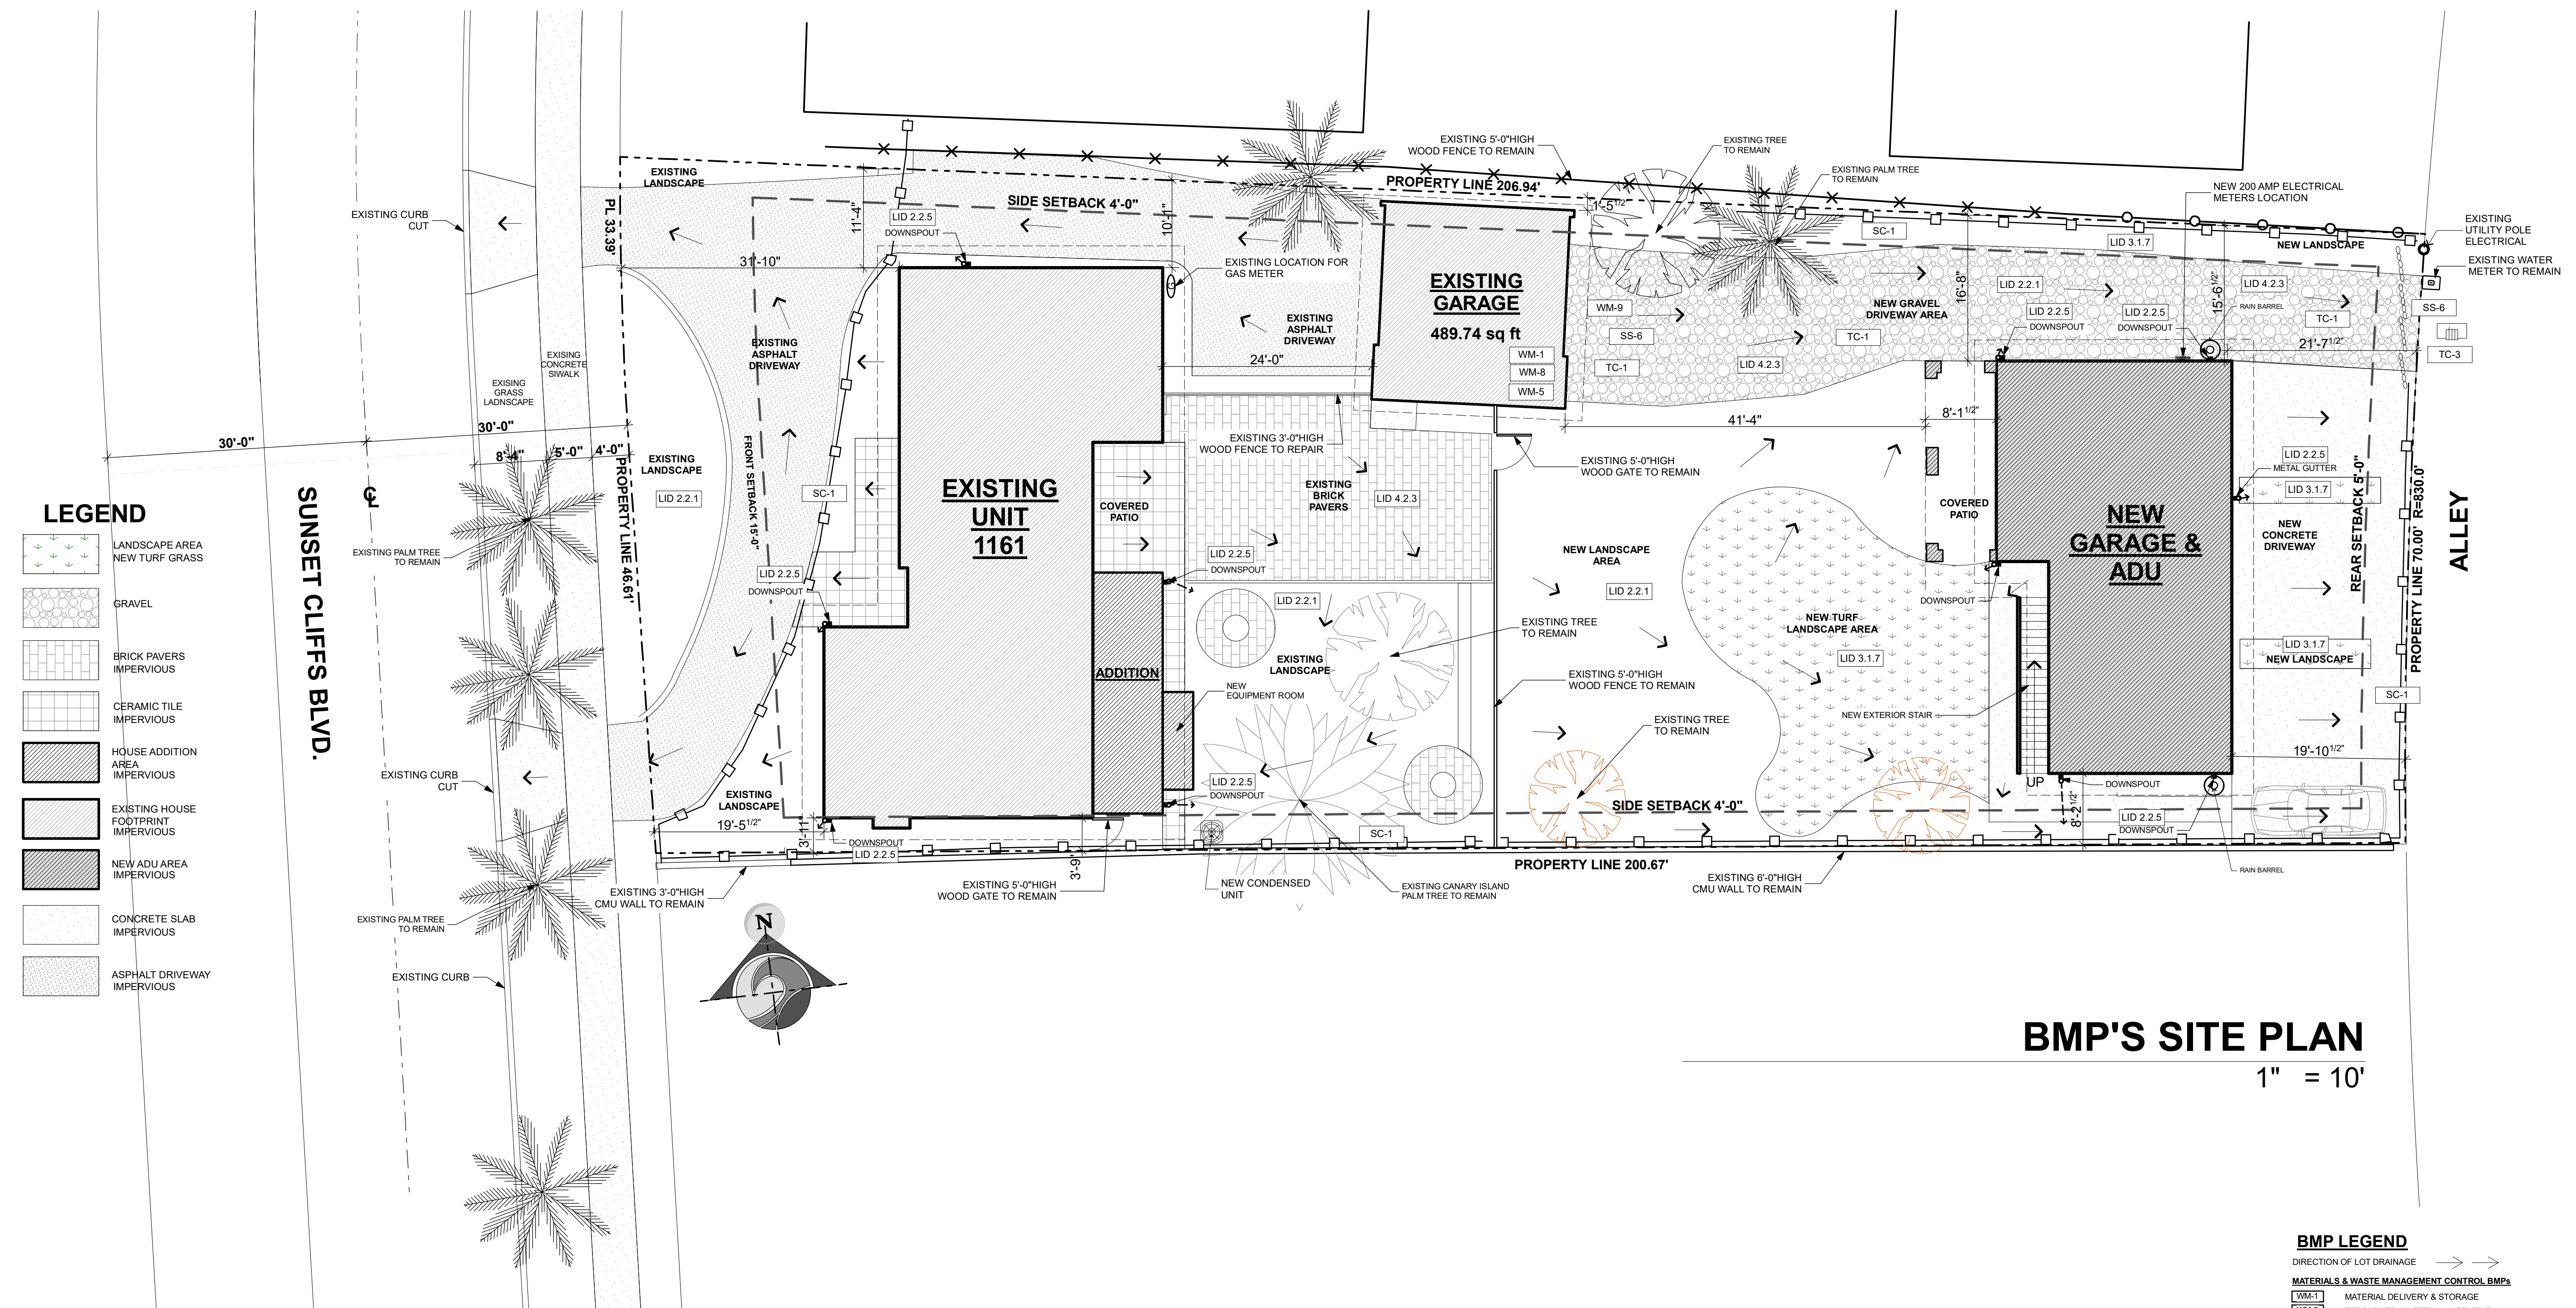 EXISTING 5'-0"HIGH
WOOD FENCE TO REMAIN
EXISTING TREE
TO REMAIN
EXISTING PALM TREE
TO REMAIN
NEW 200 AMP ELECTRICAL
METERS LOCATION
EXISTING
UTILITY POLE
ELECTRICAL
EXISTING WATER
METER TO REMAIN
EXISTING
LANDSCAPE
EXISTING CURB
CUT
PL 33.39'
SIDE SETBACK 4'-0"
PROPERTY LINE 206.94'
1'-5 1/2"
11'-4"
10'-1"
LID 2.2.5
DOWNSPOUT
31'-10"
EXISTING LOCATION FOR
GAS METER
G
SC-1
LID 3.1.7
NEW LANDSCAPE
EXISTING
GARAGE
489.74 sq ft
WM-1
WM-8
WM-5
WM-9
SS-6
TC-1
NEW GRAVEL
DRIVEWAY AREA
16'-8"
LID 2.2.1
15'-6 1/2"
LID 4.2.3
RAIN BARREL
LID 2.2.5
DOWNSPOUT
LID 2.2.5
DOWNSPOUT
TC-1
SS-6
TC-3
TC-1
LID 4.2.3
21'-7 1/2"
EXISTING
ASPHALT
DRIVEWAY
EXISTING
ASPHALT
DRIVEWAY
24'-0"
EXISING
CONCRETE
SIWALK
EXISING
GRASS
LADNSCAPE
30'-0"
30'-0"
8'-4"
5'-0"
4'-0"
PROPERTY LINE 46.61'
FRONT SETBACK 15'-0"
EXISTING
LANDSCAPE
LID 2.2.1
SC-1
EXISTING
UNIT
1161
COVERED
PATIO
EXISTING 3'-0"HIGH
WOOD FENCE TO REPAIR
EXISTING
BRICK
PAVERS
LID 4.2.3
EXISTING 5'-0"HIGH
WOOD GATE TO REMAIN
41'-4"
8'-1 1/2"
COVERED
PATIO
NEW
GARAGE &
ADU
LID 2.2.5
METAL GUTTER
LID 3.1.7
NEW
CONCRETE
DRIVEWAY
REAR SETBACK 5'-0"
PROPERTY LINE 70.00' R=830.0'
ALLEY
SUNSET CLIFFS BLVD.
CL
LEGEND
LANDSCAPE AREA
NEW TURF GRASS
GRAVEL
BRICK PAVERS
IMPERVIOUS
CERAMIC TILE
IMPERVIOUS
HOUSE ADDITION
AREA
IMPERVIOUS
EXISTING HOUSE
FOOTPRINT
IMPERVIOUS
NEW ADU AREA
IMPERVIOUS
CONCRETE SLAB
IMPERVIOUS
ASPHALT DRIVEWAY
IMPERVIOUS
EXISTING PALM TREE
TO REMAIN
LID 2.2.5
DOWNSPOUT
LID 2.2.5
DOWNSPOUT
LID 2.2.1
NEW LANDSCAPE
AREA
LID 2.2.1
DOWNSPOUT
NEW TURF
LANDSCAPE AREA
LID 3.1.7
EXISTING TREE
TO REMAIN
EXISTING
LANDSCAPE
ADDITION
NEW
EQUIPMENT ROOM
EXISTING 5'-0"HIGH
WOOD FENCE TO REMAIN
EXISTING TREE
TO REMAIN
NEW EXTERIOR STAIR
LID 3.1.7
NEW LANDSCAPE
SC-1
19'-10 1/2"
EXISTING CURB
CUT
EXISTING
LANDSCAPE
LID 2.2.5
DOWNSPOUT
UP
DOWNSPOUT
SIDE SETBACK 4'-0"
19'-5 1/2"
3'-11"
DOWNSPOUT
LID 2.2.5
3'-9"
SC-1
8'-2 1/2"
LID 2.2.5
DOWNSPOUT
PROPERTY LINE 200.67'
RAIN BARREL
EXISTING 3'-0"HIGH
CMU WALL TO REMAIN
EXISTING 5'-0"HIGH
WOOD GATE TO REMAIN
NEW CONDENSED
UNIT
EXISTING CANARY ISLAND
PALM TREE TO REMAIN
EXISTING 6'-0"HIGH
CMU WALL TO REMAIN
EXISTING PALM TREE
TO REMAIN
EXISTING CURB
N
BMP'S SITE PLAN
1" = 10'
BMP LEGEND
DIRECTION OF LOT DRAINAGE
MATERIALS & WASTE MANAGEMENT CONTROL BMPs
WM-1 MATERIAL DELIVERY & STORAGE